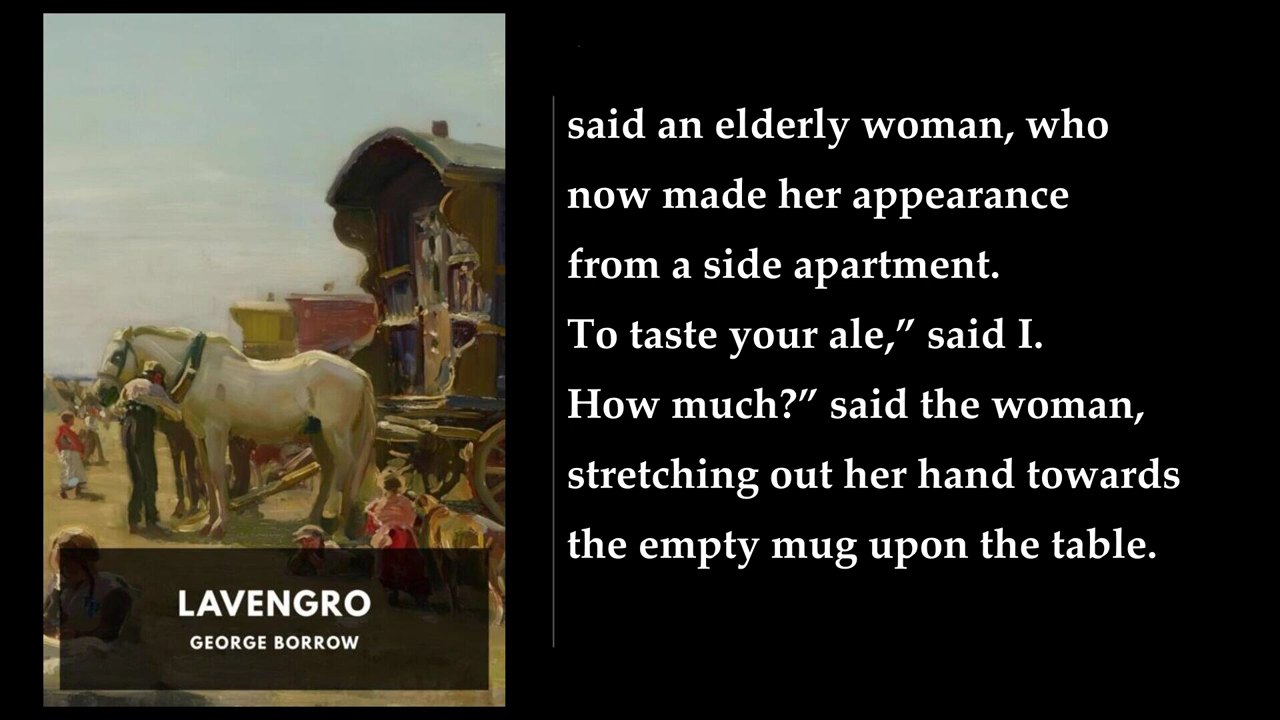 said an elderly woman, who
now made her appearance
from a side apartment.
To taste your ale,” said I.
How much?” said the woman,
stretching out her hand towards
the empty mug upon the table.
LAVENGRO
GEORGE BORROW